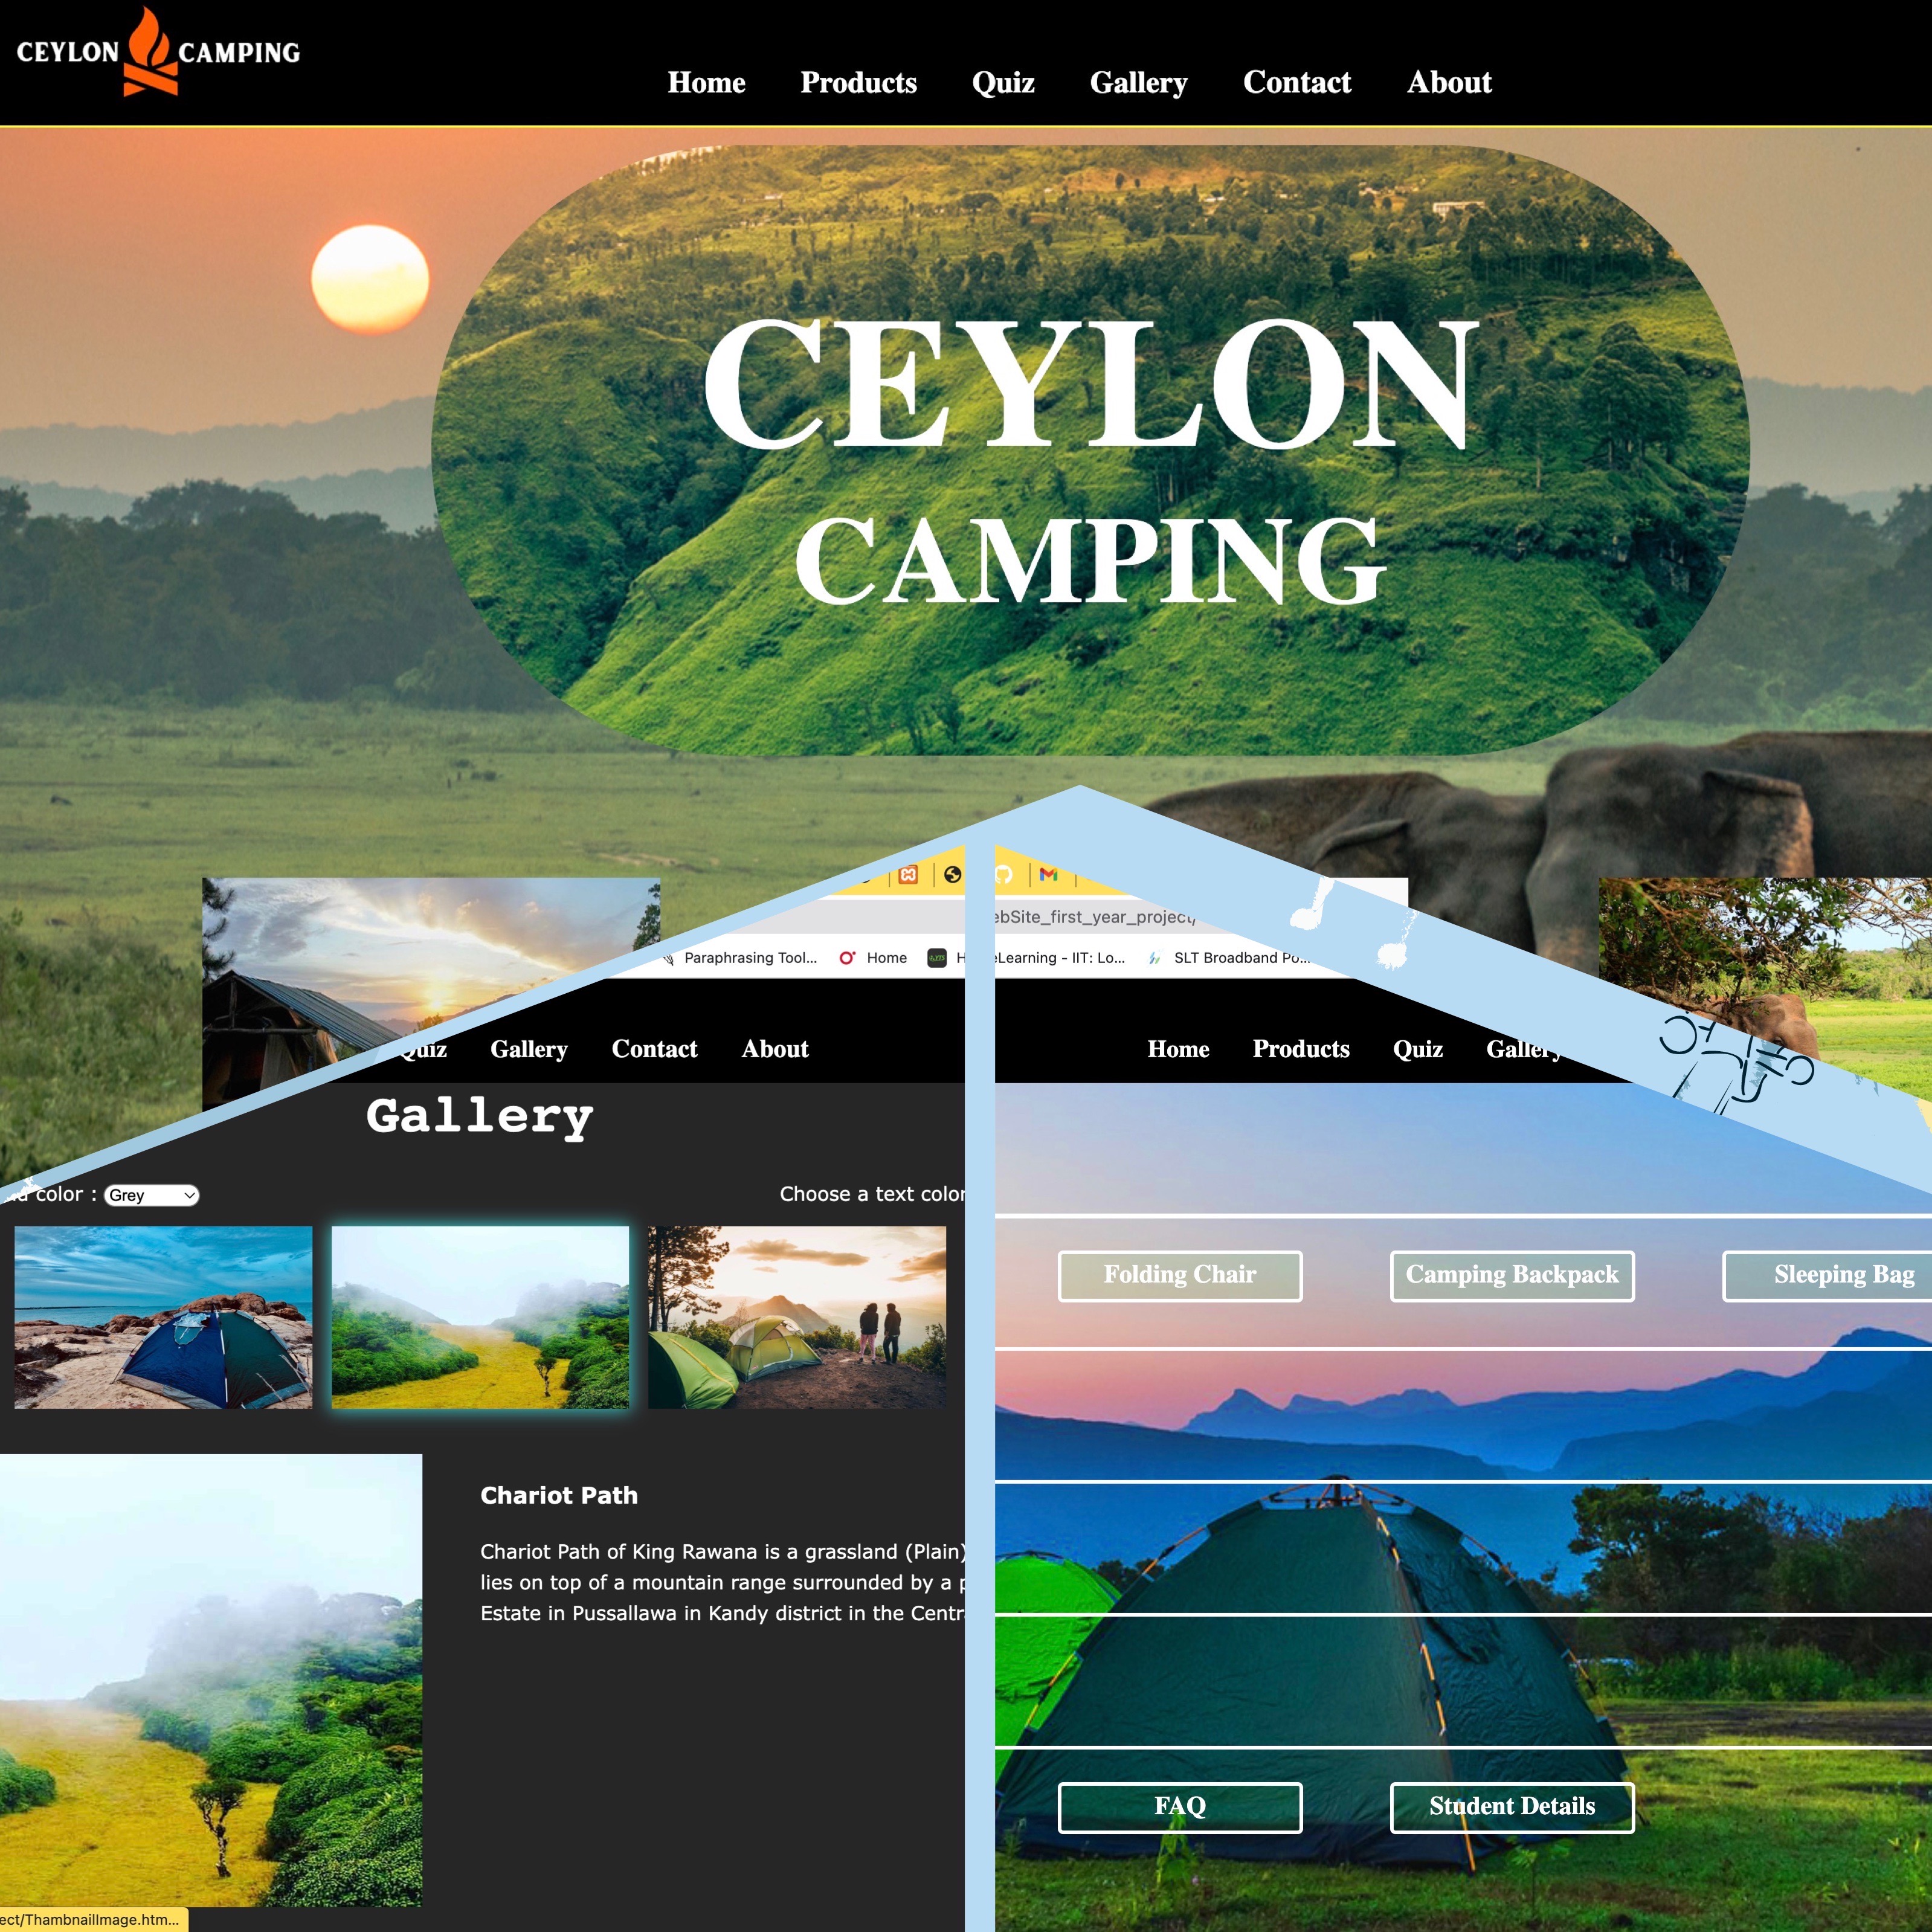 CEYLON CAMPING
Home Products Quiz Gallery Contact About
CEYLON
CAMPING
ebSite_first_year_project/
Paraphrasing Tool... Home
eLearning - IIT: Lo... SLT Broadband Po...
Quiz Gallery Contact About
Home Products Quiz Gallery
Gallery
color : Grey
Choose a text color
Folding Chair Camping Backpack Sleeping Bag
Chariot Path
Chariot Path of King Rawana is a grassland (Plain)
lies on top of a mountain range surrounded by a p
Estate in Pussallawa in Kandy district in the Centr
FAQ Student Details
ect/ThambnailImage.htm...